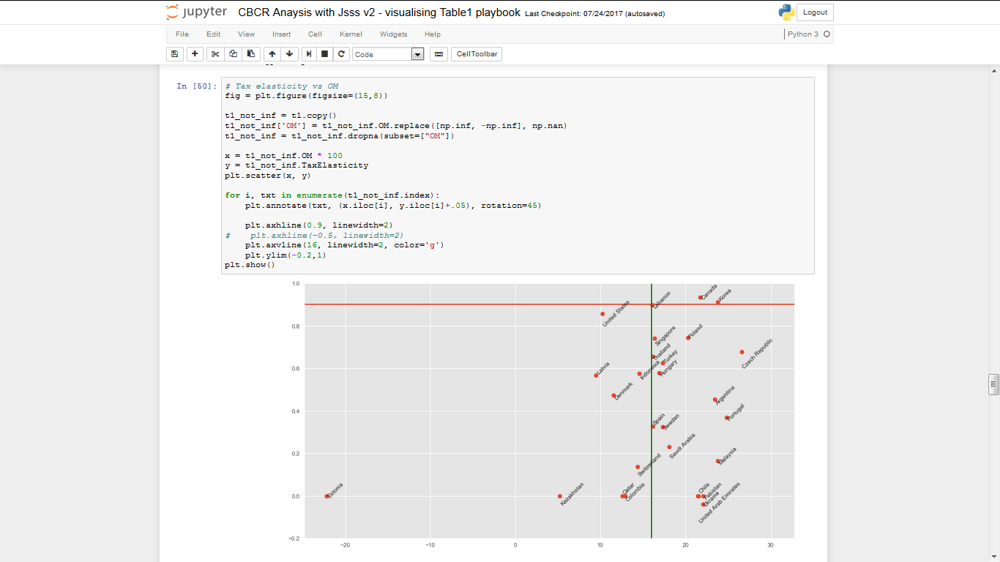 jupyter CBCR Anaysis with Jsss v2 - visualising Table1 playbook Last Checkpoint: 07/24/2017 (autosaved) Logout
File Edit View Insert Cell Kernel Widgets Help Python 3
Code CellToolbar
In [50]: # Tax elasticity vs OM
fig = plt.figure(figsize=(15,8))
t1_not_inf = t1.copy()
t1_not_inf['OM'] = t1_not_inf.OM.replace([np.inf, -np.inf], np.nan)
t1_not_inf = t1_not_inf.dropna(subset=["OM"])
x = t1_not_inf.OM * 100
y = t1_not_inf.TaxElasticity
plt.scatter(x, y)
for i, txt in enumerate(t1_not_inf.index):
    plt.annotate(txt, (x.iloc[i], y.iloc[i]+.05), rotation=45)
    plt.axhline(0.9, linewidth=2)
#    plt.axhline(-0.5, linewidth=2)
    plt.axvline(16, linewidth=2, color='g')
    plt.ylim(-0.2,1)
plt.show()
1.0
Canada
Korea
Lebanon
United States
0.8
Poland
Singapore
Czech Republic
Thailand
Turkey
0.6
Latvia
Indonesia
Hungary
Denmark
Argentina
0.4
Portugal
Spain
Sweden
0.2
Saudi Arabia
Malaysia
Switzerland
0.0
Estonia
Kazakhstan
Qatar
Colombia
Chile
Pakistan
Ukraine
United Arab Emirates
−0.2
−20 −10 0 10 20 30